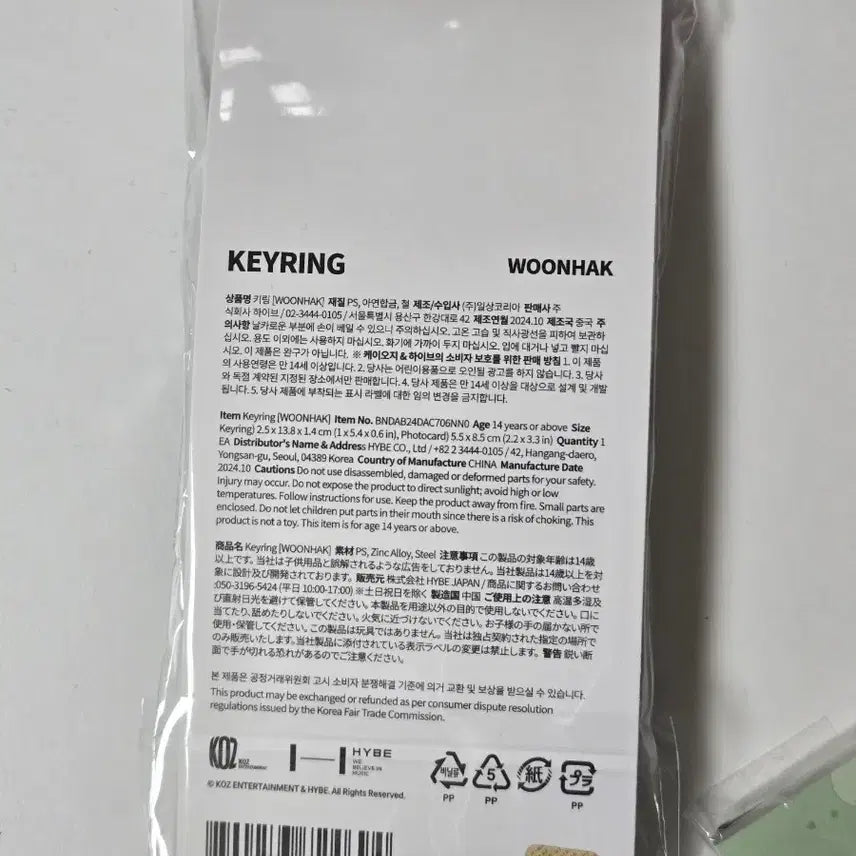 KEYRING
WOONHAK
상품명 키링 [WOONHAK] 재질 PS, 아연합금, 철 제조/수입사 (주)일상코리아 판매사 주
식회사 하이브 / 02-3444-0105 / 서울특별시 용산구 한강대로 42 제조연월 2024.10 제조국 중국 주
의사항 날카로운 부분에 손이 베일 수 있으니 주의하십시오. 고온 고습 및 직사광선을 피하여 보관하
십시오. 용도 이외에는 사용하지 마십시오. 화기에 가까이 두지 마십시오. 입에 대거나 넣고 빨지 마십
시오. 이 제품은 완구가 아닙니다. ※ 케이오지 & 하이브의 소비자 보호를 위한 판매 방침 1. 이 제품
의 사용연령은 만 14세 이상입니다. 2. 당사는 어린이용품으로 오인될 광고를 하지 않습니다. 3. 당사
와 독점 계약된 지정된 장소에서만 판매합니다. 4. 당사 제품은 만 14세 이상을 대상으로 설계 및 개발
됩니다. 5. 당사 제품에 부착되는 표시 라벨에 대한 임의 변경을 금지합니다.
Item Keyring [WOONHAK] Item No. BNDAB24DAC706NN0 Age 14 years or above Size
Keyring) 2.5 x 13.8 x 1.4 cm (1 x 5.4 x 0.6 in), Photocard) 5.5 x 8.5 cm (2.2 x 3.3 in) Quantity 1
EA Distributor's Name & Address HYBE CO., Ltd / +82 2 3444-0105 / 42, Hangang-daero,
Yongsan-gu, Seoul, 04389 Korea Country of Manufacture CHINA Manufacture Date
2024.10 Cautions Do not use disassembled, damaged or deformed parts for your safety.
Injury may occur. Do not expose the product to direct sunlight; avoid high or low
temperatures. Follow instructions for use. Keep the product away from fire. Small parts are
enclosed. Do not let children put parts in their mouth since there is a risk of choking. This
product is not a toy. This item is for age 14 years or above.
商品名 Keyring [WOONHAK] 素材 PS, Zinc Alloy, Steel 注意事項 この製品の対象年齢は14歳
以上です。当社は子供用品と誤解されるような広告をしておりません。当社製品は14歳以上を対
象に設計及び開発されております。販売元 株式会社 HYBE JAPAN / 商品に関するお問い合わせ
:050-3196-5424 (平日 10:00-17:00) ※土日祝日を除く 製造国 中国 ご使用上の注意 高温多湿及
び直射日光を避けて保管してください。本製品を用途以外の目的で使用しないでください。口に
当てたり、舐めたりしないでください。火気に近づけないでください。お子様の手の届かない所で
使用・保管してください。この製品は玩具ではありません。当社は独占契約された指定の場所で
のみ販売いたします。当社製品に添付されている表示ラベルの変更は禁止します。警告 鋭い断
面で手が切れる恐れがあるのでご注意ください。
본 제품은 공정거래위원회 고시 소비자 분쟁해결 기준에 의거 교환 및 보상을 받으실 수 있습니다.
This product may be exchanged or refunded as per consumer dispute resolution
regulations issued by the Korea Fair Trade Commission.
KOZ KOZ ENTERTAINMENT
HYBE
WE
BELIEVE IN
MUSIC
비닐류 5 紙 プラ
PP PP PP
© KOZ ENTERTAINMENT & HYBE. All Rights Reserved.